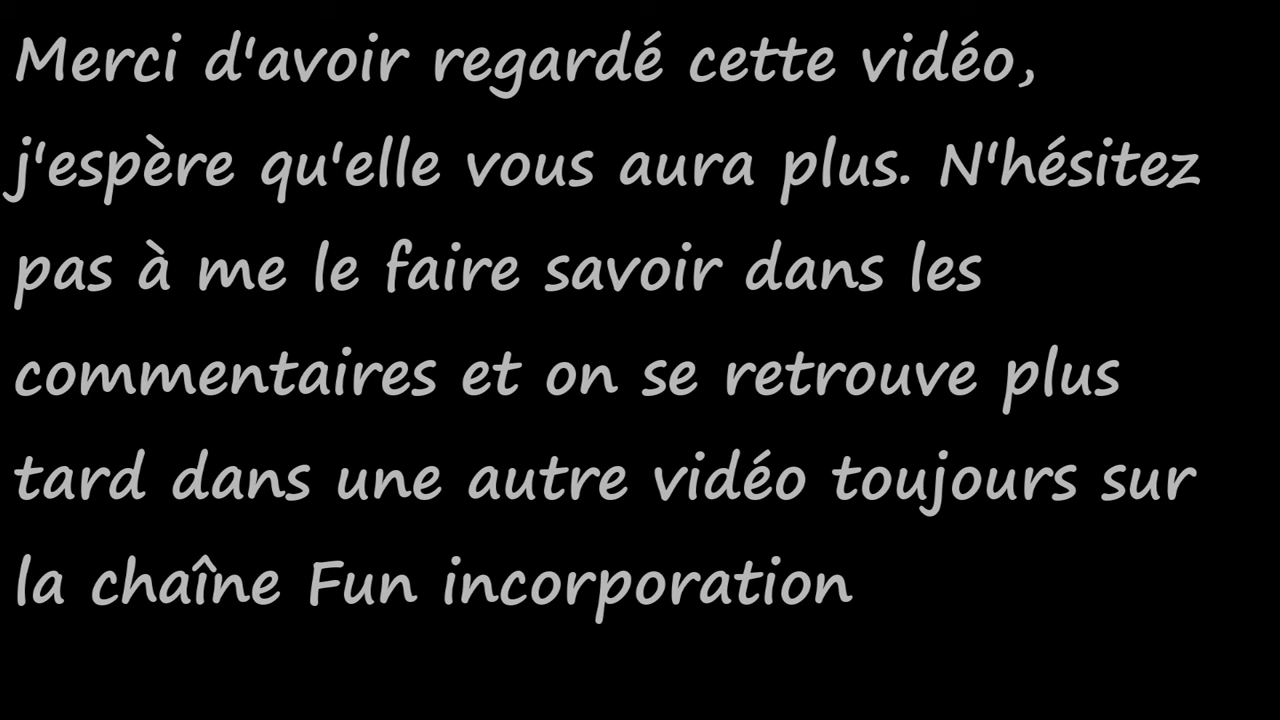 Merci d'avoir regardé cette vidéo,
j'espère qu'elle vous aura plus. N'hésitez
pas à me le faire savoir dans les
commentaires et on se retrouve plus
tard dans une autre vidéo toujours sur
la chaîne Fun incorporation